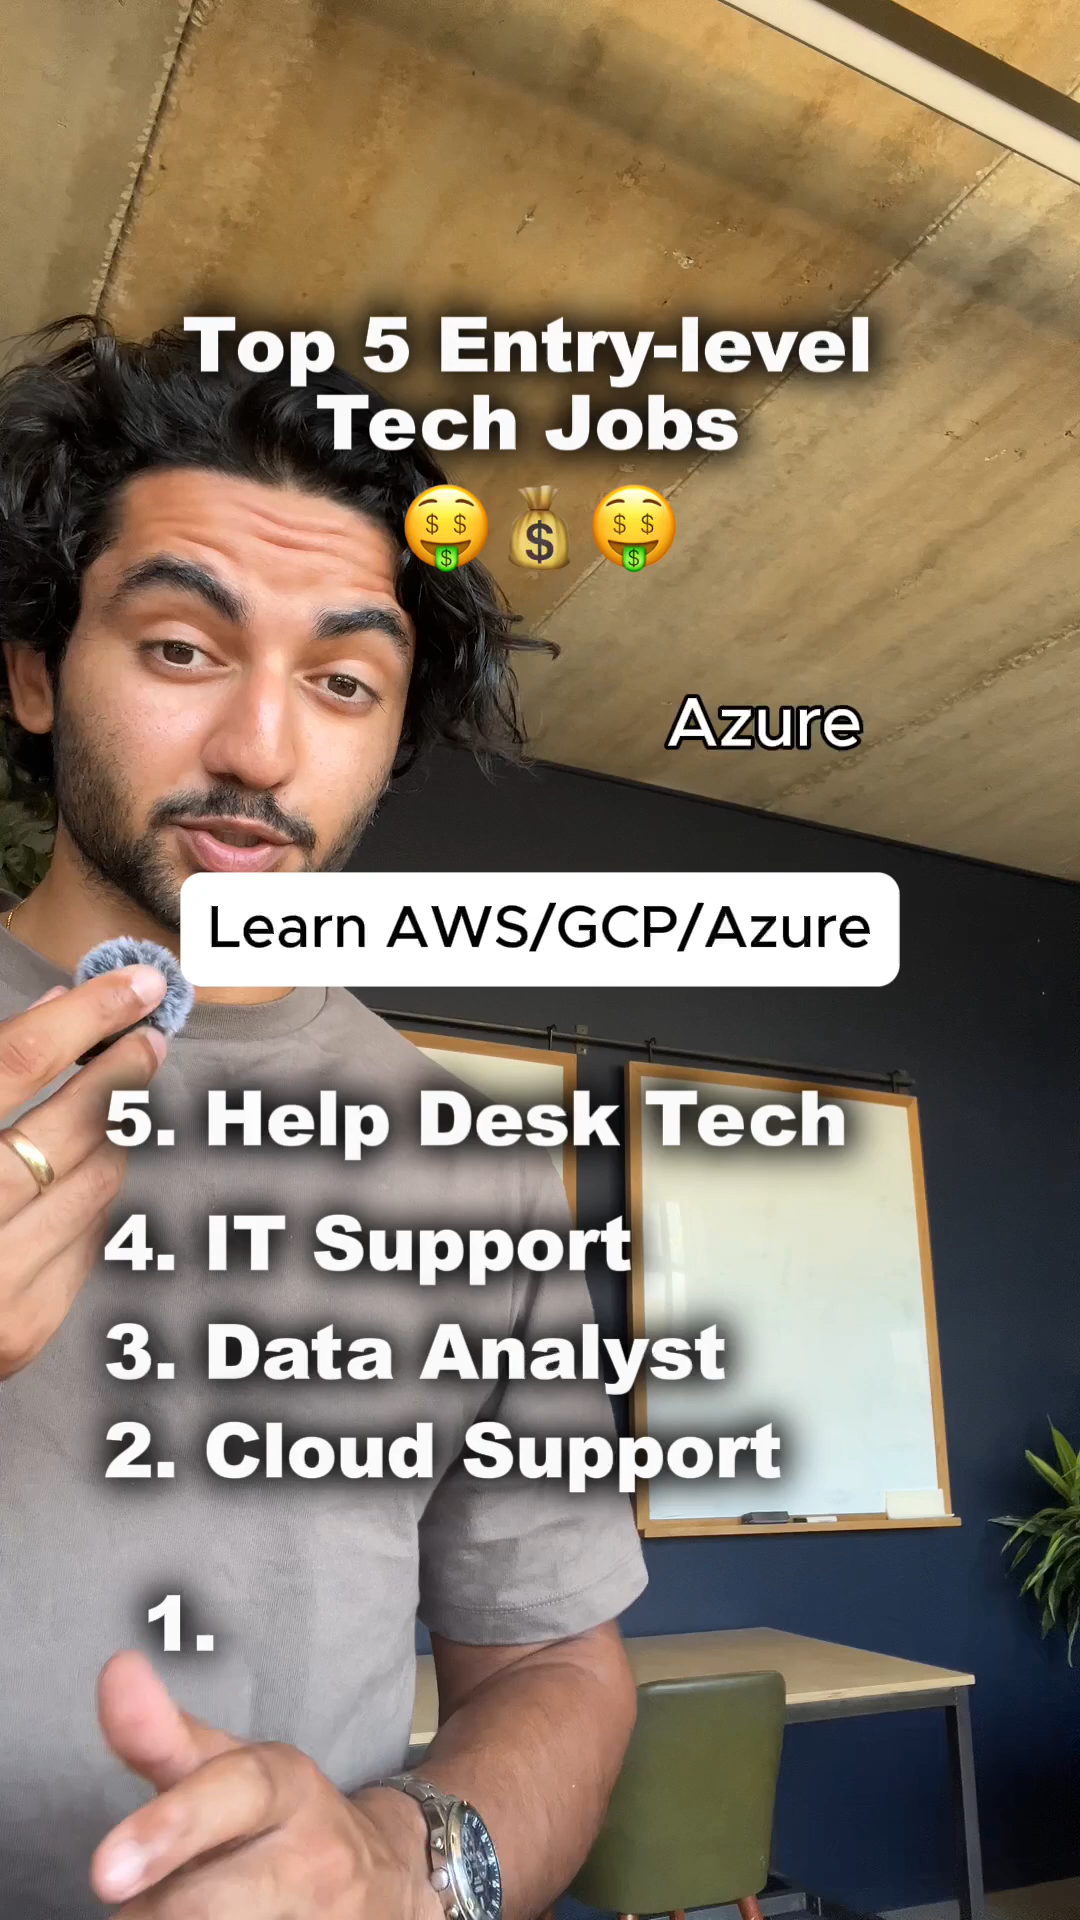 Top 5 Entry-level
Tech Jobs
🤑 💰 🤑
Azure
Learn AWS/GCP/Azure
5. Help Desk Tech
4. IT Support
3. Data Analyst
2. Cloud Support
1.